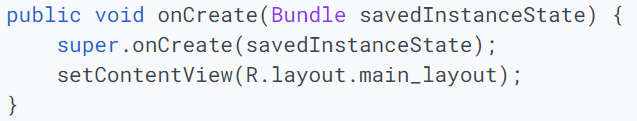 public void onCreate(Bundle savedInstanceState) {
    super.onCreate(savedInstanceState);
    setContentView(R.layout.main_layout);
}